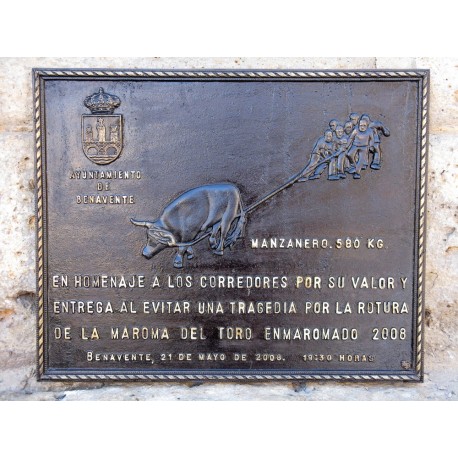 AYUNTAMIENTO
DE
BENAVENTE
MANZANERO. 580 KG.
EN HOMENAJE A LOS CORREDORES POR SU VALOR Y
ENTREGA AL EVITAR UNA TRAGEDIA POR LA ROTURA
DE LA MAROMA DEL TORO ENMAROMADO 2008
BENAVENTE, 21 DE MAYO DE 2008. 19:30 HORAS